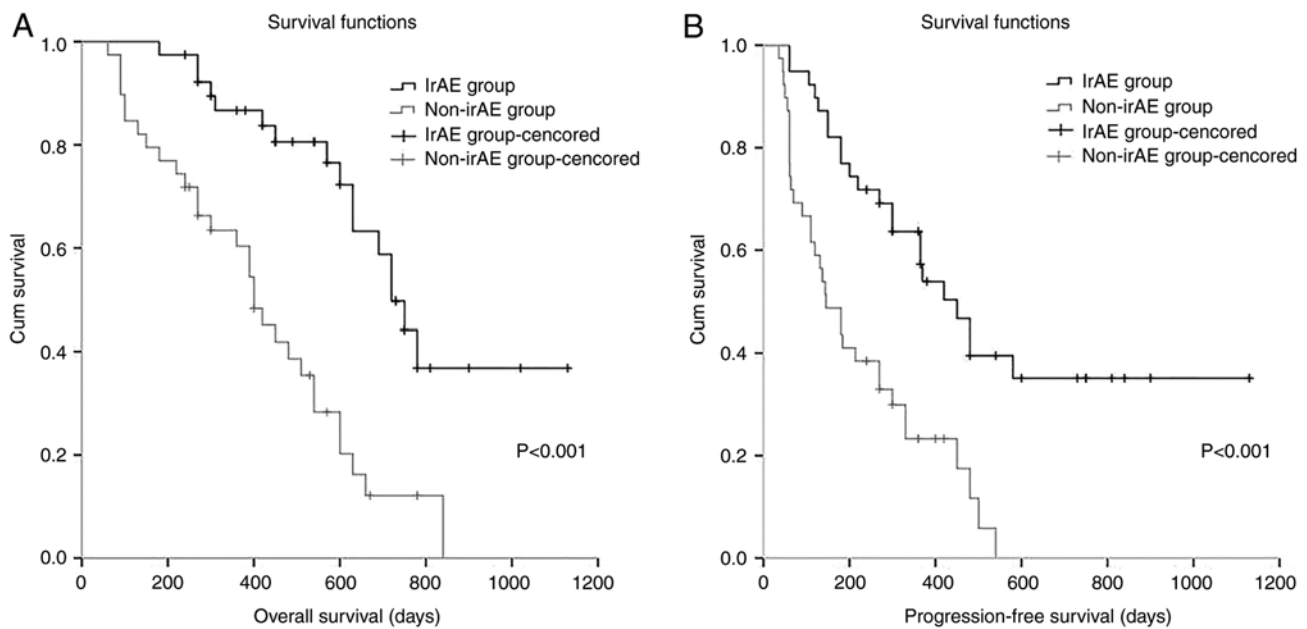 A
Survival functions
1.0
0.8
0.6
0.4
0.2
0.0
Cum survival
IrAE group
Non-irAE group
IrAE group-cencored
Non-irAE group-cencored
P<0.001
0 200 400 600 800 1000 1200
Overall survival (days)
B
Survival functions
1.0
0.8
0.6
0.4
0.2
0.0
Cum survival
IrAE group
Non-irAE group
IrAE group-cencored
Non-irAE group-cencored
P<0.001
0 200 400 600 800 1000 1200
Progression-free survival (days)